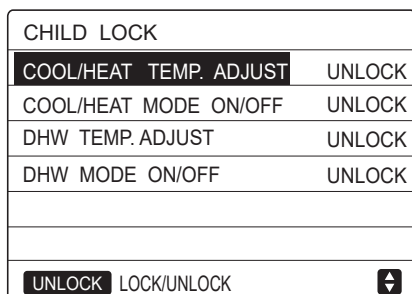 CHILD LOCK
COOL/HEAT TEMP. ADJUST UNLOCK
COOL/HEAT MODE ON/OFF UNLOCK
DHW TEMP. ADJUST UNLOCK
DHW MODE ON/OFF UNLOCK
UNLOCK LOCK/UNLOCK